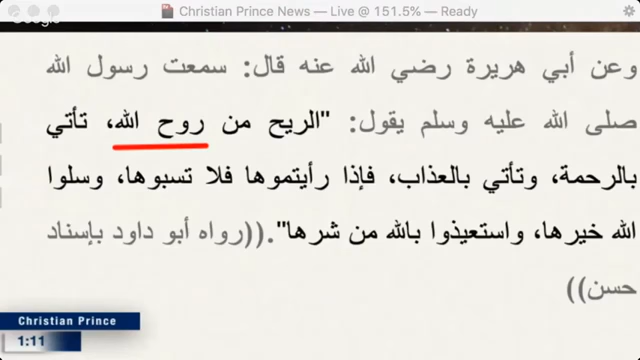 Christian Prince News — Live @ 151.5% — Ready
وعن أبي هريرة رضي الله عنه قال: سمعت رسول الله
صلى الله عليه وسلم يقول: "الريح من روح الله، تأتي
بالرحمة، وتأتي بالعذاب، فإذا رأيتموها فلا تسبوها، وسلوا
الله خيرها، واستعيذوا بالله من شرها".((رواه أبو داود بإسناد
حسن))
Christian Prince
1:11